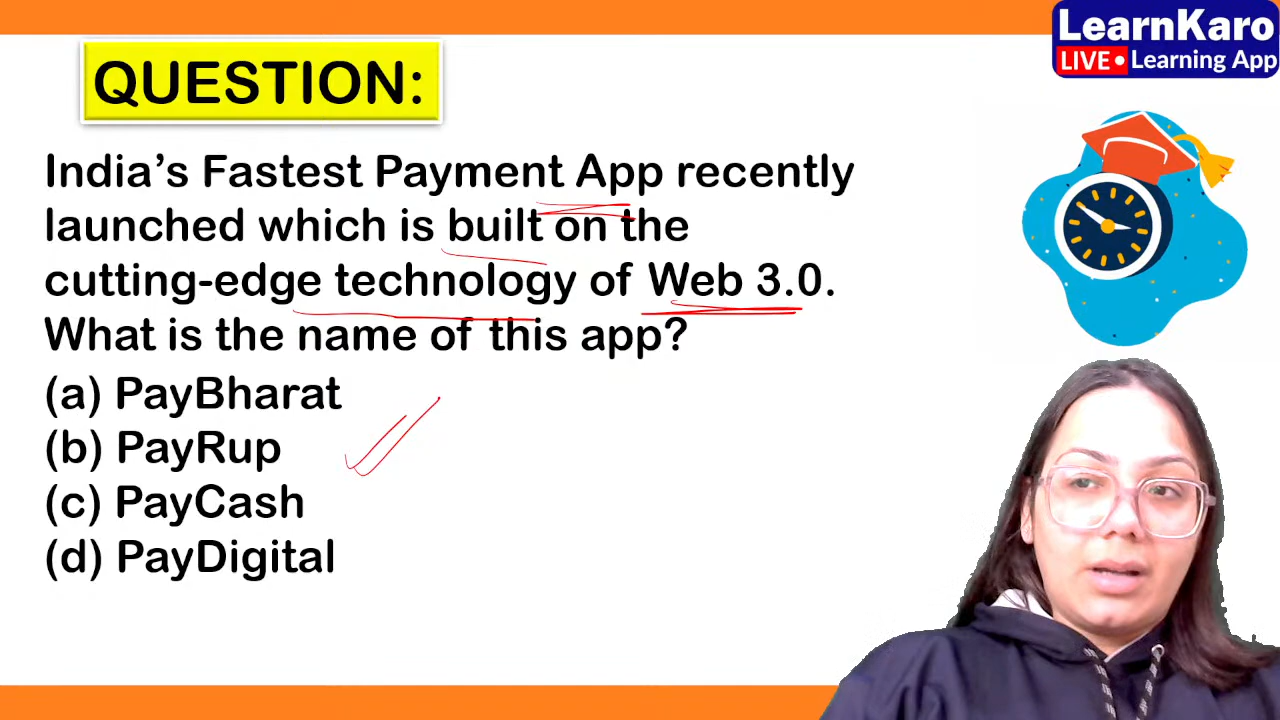 LearnKaro
LIVE • Learning App
QUESTION:
India’s Fastest Payment App recently
launched which is built on the
cutting-edge technology of Web 3.0.
What is the name of this app?
(a) PayBharat
(b) PayRup
(c) PayCash
(d) PayDigital